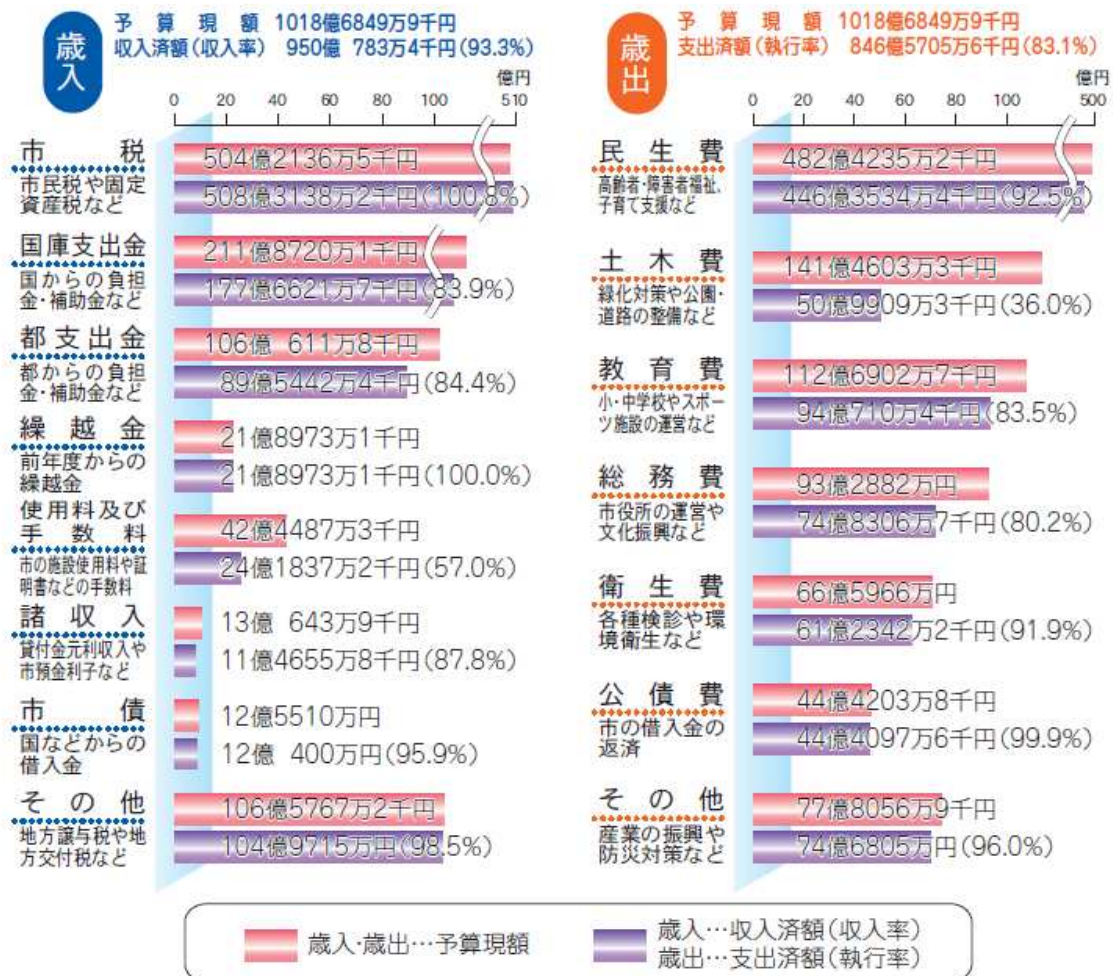 歳入
予算現額 1018億6849万9千円
収入済額(収入率) 950億 783万4千円(93.3%)
億円
0 20 40 60 80 100 510
市税
504億2136万5千円
市民税や固定
資産税など
508億3138万2千円(100.8%)
国庫支出金
211億8720万1千円
国からの負担
金・補助金など
177億6621万7千円(83.9%)
都支出金
106億 611万8千円
都からの負担
金・補助金など
89億5442万4千円(84.4%)
繰越金
21億8973万1千円
前年度からの
繰越金
21億8973万1千円(100.0%)
使用料及び
手数料
42億4487万3千円
市の施設使用料や証
明書などの手数料
24億1837万2千円(57.0%)
諸収入
13億 643万9千円
貸付金元利収入や
市預金利子など
11億4655万8千円(87.8%)
市債
12億5510万円
国などからの
借入金
12億 400万円(95.9%)
その他
106億5767万2千円
地方譲与税や地
方交付税など
104億9715万円(98.5%)
歳出
予算現額 1018億6849万9千円
支出済額(執行率) 846億5705万6千円(83.1%)
億円
0 20 40 60 80 100 500
民生費
482億4235万2千円
高齢者・障害者福祉、
子育て支援など
446億3534万4千円(92.5%)
土木費
141億4603万3千円
緑化対策や公園・
道路の整備など
50億9909万3千円(36.0%)
教育費
112億6902万7千円
小・中学校やスポー
ツ施設の運営など
94億710万4千円(83.5%)
総務費
93億2882万円
市役所の運営や
文化振興など
74億8306万7千円(80.2%)
衛生費
66億5966万円
各種検診や環
境衛生など
61億2342万2千円(91.9%)
公債費
44億4203万8千円
市の借入金の
返済
44億4097万6千円(99.9%)
その他
77億8056万9千円
産業の振興や
防災対策など
74億6805万円(96.0%)
歳入・歳出…予算現額
歳入…収入済額(収入率)
歳出…支出済額(執行率)